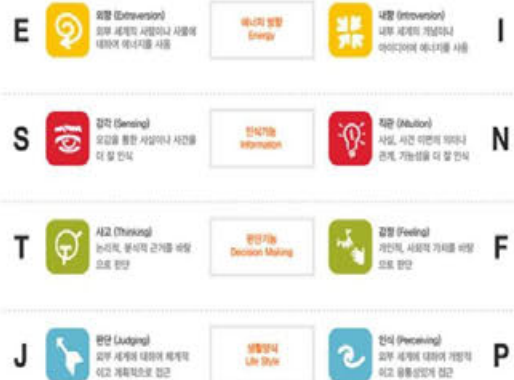 E
외향 (Extraversion)
외부 세계의 사람이나 사물에
대하여 에너지를 사용
에너지 방향
Energy
내향 (Introversion)
내부 세계의 개념이나
아이디어에 에너지를 사용
I
S
감각 (Sensing)
오감을 통한 사실이나 사건을
더 잘 인식
인식기능
Information
직관 (iNtuition)
사실, 사건 이면의 의미나
관계, 가능성을 더 잘 인식
N
T
사고 (Thinking)
논리적, 분석적 근거를 바탕
으로 판단
판단기능
Decision Making
감정 (Feeling)
개인적, 사회적 가치를 바탕
으로 판단
F
J
판단 (Judging)
외부 세계에 대하여 체계적
이고 계획적으로 접근
생활양식
Life Style
인식 (Perceiving)
외부 세계에 대하여 개방적
이고 융통성있게 접근
P